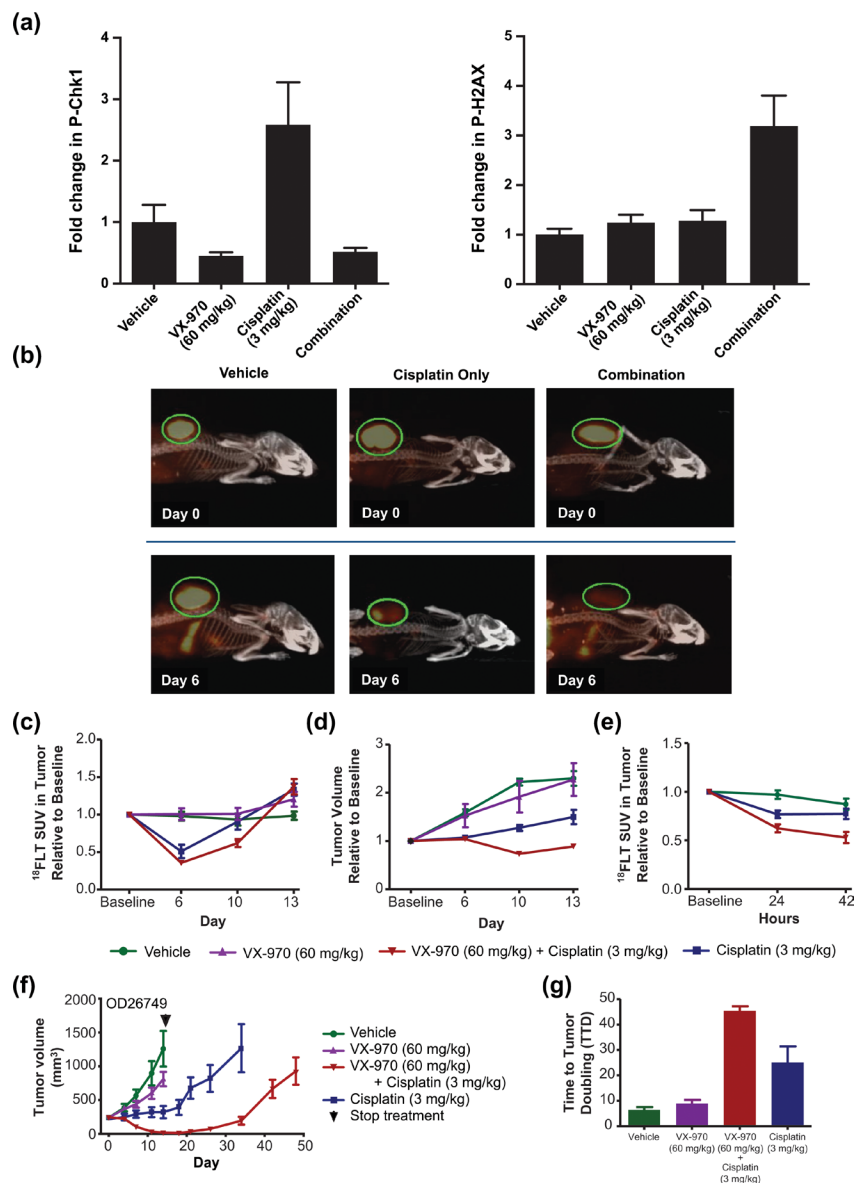 (a)
Fold change in P-Chk1
4
3
2
1
0
Vehicle
VX-970
(60 mg/kg)
Cisplatin
(3 mg/kg)
Combination
Fold change in P-H2AX
5
4
3
2
1
0
Vehicle
VX-970
(60 mg/kg)
Cisplatin
(3 mg/kg)
Combination
(b)
Vehicle
Cisplatin Only
Combination
Day 0
Day 0
Day 0
Day 6
Day 6
Day 6
(c)
¹⁸FLT SUV in Tumor
Relative to Baseline
2.0
1.5
1.0
0.5
0.0
Baseline
6
10
13
Day
(d)
Tumor Volume
Relative to Baseline
3
2
1
0
Baseline
6
10
13
Day
(e)
¹⁸FLT SUV in Tumor
Relative to Baseline
1.5
1.0
0.5
0.0
Baseline
24
42
Hours
Vehicle
VX-970 (60 mg/kg)
VX-970 (60 mg/kg) + Cisplatin (3 mg/kg)
Cisplatin (3 mg/kg)
(f)
OD26749
Tumor volume
(mm³)
2000
1500
1000
500
0
0
10
20
30
40
50
Day
Vehicle
VX-970 (60 mg/kg)
VX-970 (60 mg/kg)
+ Cisplatin (3 mg/kg)
Cisplatin (3 mg/kg)
Stop treatment
(g)
Time to Tumor
Doubling (TTD)
50
40
30
20
10
0
Vehicle
VX-970
(60 mg/kg)
VX-970
(60 mg/kg)
+
Cisplatin
(3 mg/kg)
Cisplatin
(3 mg/kg)